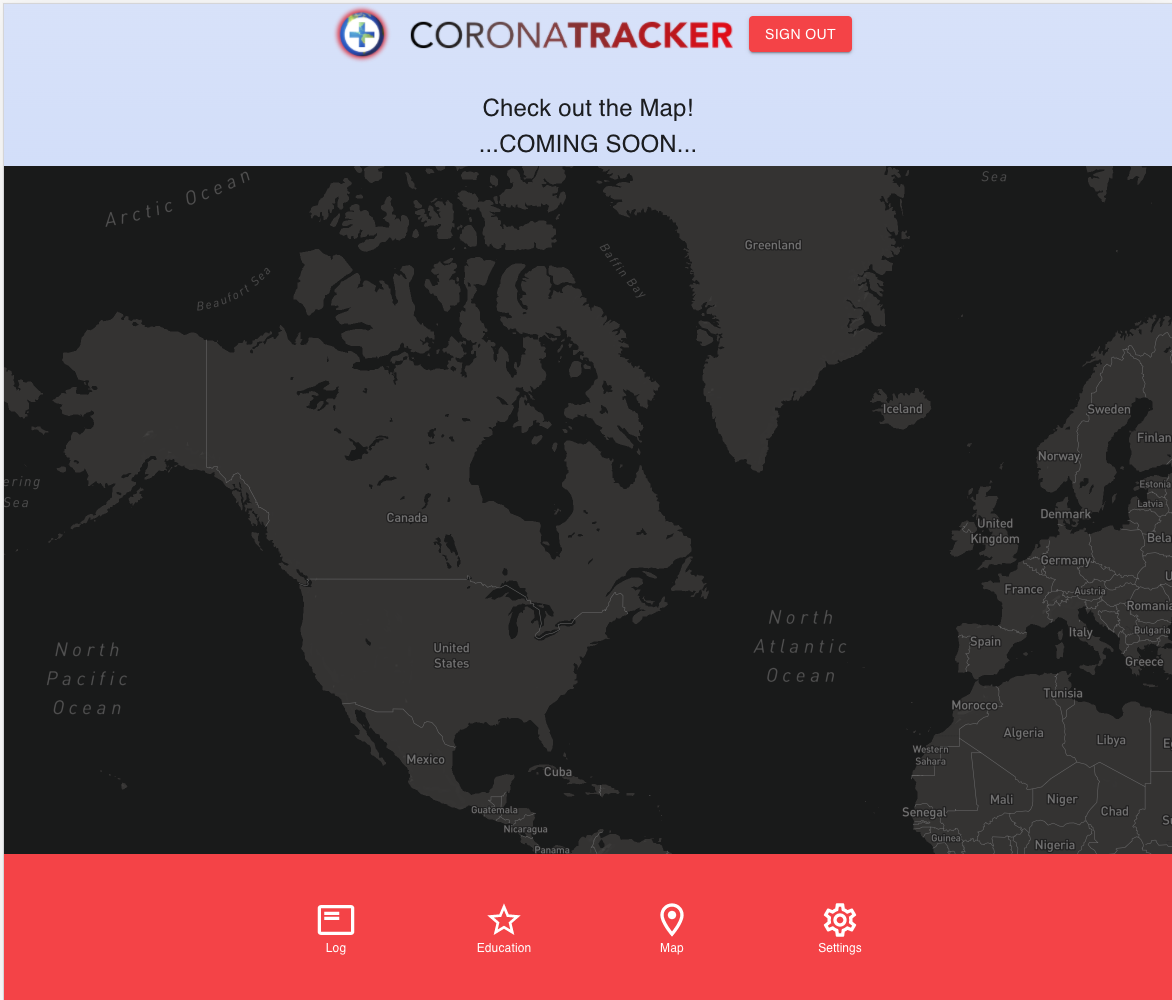 CORONATRACKER
SIGN OUT
Check out the Map!
...COMING SOON...
Arctic Ocean
Sea
Greenland
Baffin Bay
Beaufort Sea
Iceland
Sweden
Finlan
Norway
ering
Sea
Estonia
Latvia
Canada
Denmark
United
Kingdom
Bela
Germany
U
France
Austria
Romania
North
Pacific
Ocean
United
States
North
Atlantic
Ocean
Spain
Italy
Bulgaria
Greece
Tunisia
Morocco
Algeria
Libya
E
Western
Sahara
Mexico
Cuba
Guatemala
Nicaragua
Panama
Senegal
Mali
Niger
Chad
S
Guinea
Nigeria
Log
Education
Map
Settings